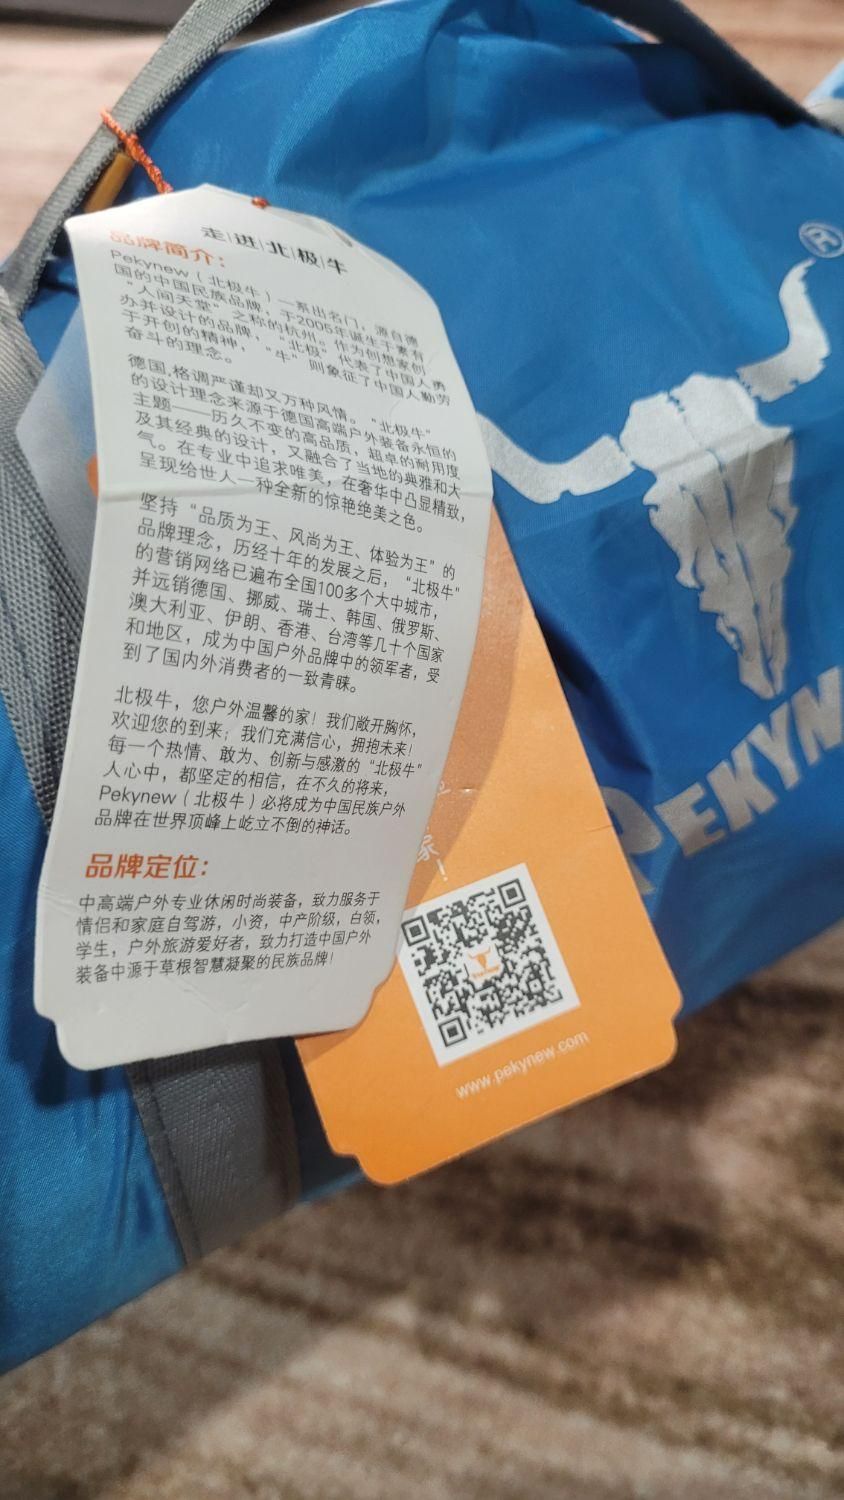 走|进|北|极|牛
品牌简介：
Pekynew（北极牛）一系出名门，源自德
国的中国民族品牌，于2005年诞生于素有
“人间天堂”之称的杭州。作为创想家创
办并设计的品牌，“北极”代表了中国人勇
于开创的精神，“牛”则象征了中国人勤劳
奋斗的理念。
德国,格调严谨却又万种风情。“北极牛”
的设计理念来源于德国高端户外装备永恒的
主题——历久不变的高品质，超卓的耐用度
及其经典的设计，又融合了当地的典雅和大
气。在专业中追求唯美，在奢华中凸显精致，
呈现给世人一种全新的惊艳绝美之色。
坚持“品质为王、风尚为王、体验为王”的
品牌理念，历经十年的发展之后，“北极牛”
的营销网络已遍布全国100多个大中城市，
并远销德国、挪威、瑞士、韩国、俄罗斯、
澳大利亚、伊朗、香港、台湾等几十个国家
和地区，成为中国户外品牌中的领军者，受
到了国内外消费者的一致青睐。
北极牛，您户外温馨的家！我们敞开胸怀，
欢迎您的到来；我们充满信心，拥抱未来！
每一个热情、敢为、创新与感激的“北极牛”
人心中，都坚定的相信，在不久的将来，
Pekynew（北极牛）必将成为中国民族户外
品牌在世界顶峰上屹立不倒的神话。
品牌定位：
中高端户外专业休闲时尚装备，致力服务于
情侣和家庭自驾游，小资，中产阶级，白领，
学生，户外旅游爱好者，致力打造中国户外
装备中源于草根智慧凝聚的民族品牌！
家！
www.pekynew.com
®
PEKYN